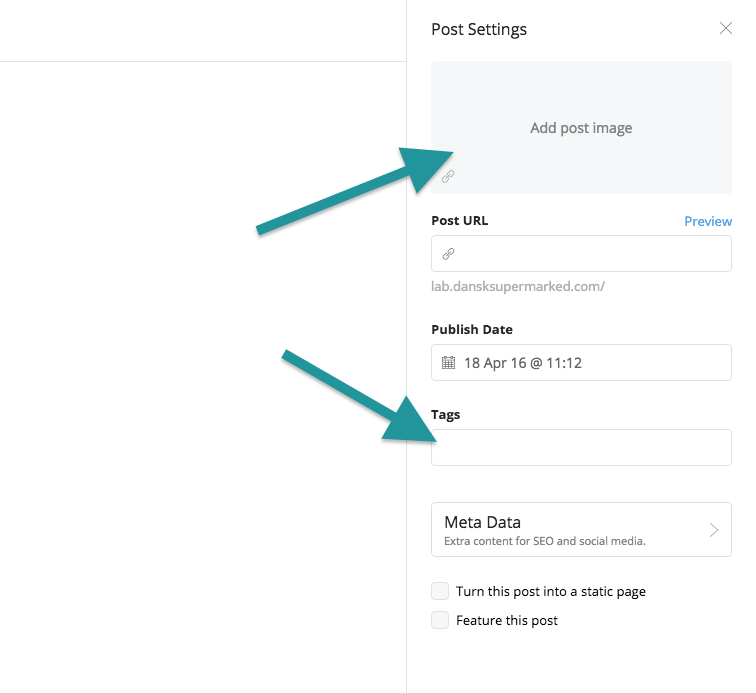 Post Settings
Add post image
Post URL
Preview
lab.dansksupermarked.com/
Publish Date
18 Apr 16 @ 11:12
Tags
Meta Data
Extra content for SEO and social media.
Turn this post into a static page
Feature this post